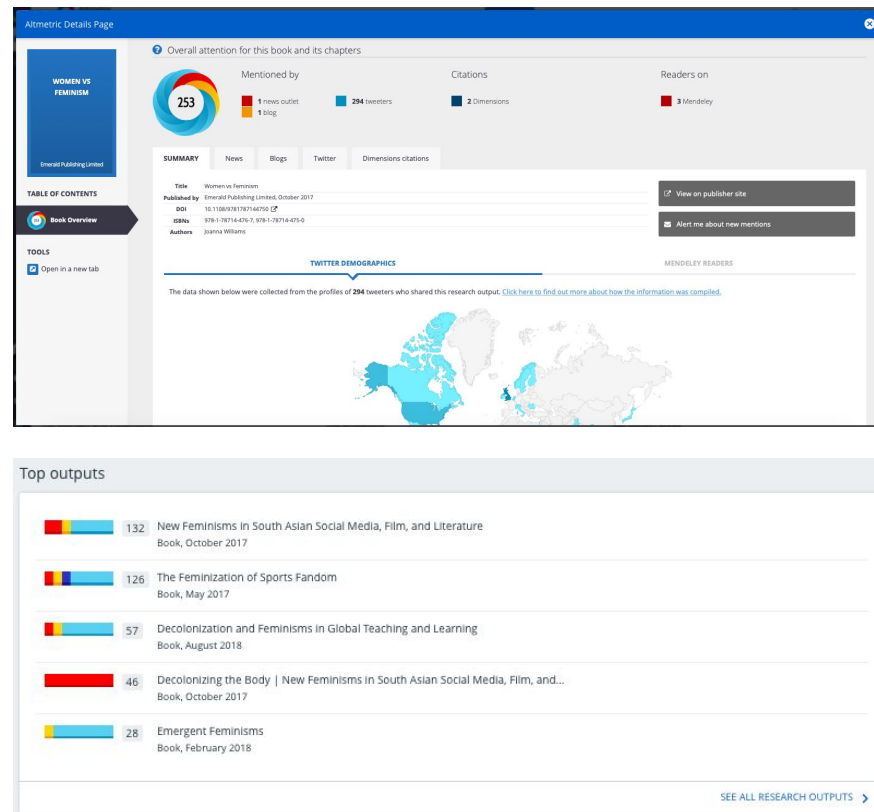 Altmetric Details Page
WOMEN VS
FEMINISM
Emerald Publishing Limited
TABLE OF CONTENTS
Book Overview
TOOLS
Open in a new tab
Overall attention for this book and its chapters
253
Mentioned by
1 news outlet
1 blog
294 tweeters
Citations
2 Dimensions
Readers on
3 Mendeley
SUMMARY News Blogs Twitter Dimensions citations
Title Women vs Feminism
Published by Emerald Publishing Limited, October 2017
DOI 10.1108/9781787144750
ISBNs 978-1-78714-476-7, 978-1-78714-475-0
Authors Joanna Williams
View on publisher site
Alert me about new mentions
TWITTER DEMOGRAPHICS MENDELEY READERS
The data shown below were collected from the profiles of 294 tweeters who shared this research output. Click here to find out more about how the information was compiled.
Top outputs
132 New Feminisms in South Asian Social Media, Film, and Literature
Book, October 2017
126 The Feminization of Sports Fandom
Book, May 2017
57 Decolonization and Feminisms in Global Teaching and Learning
Book, August 2018
46 Decolonizing the Body | New Feminisms in South Asian Social Media, Film, and...
Book, October 2017
28 Emergent Feminisms
Book, February 2018
SEE ALL RESEARCH OUTPUTS